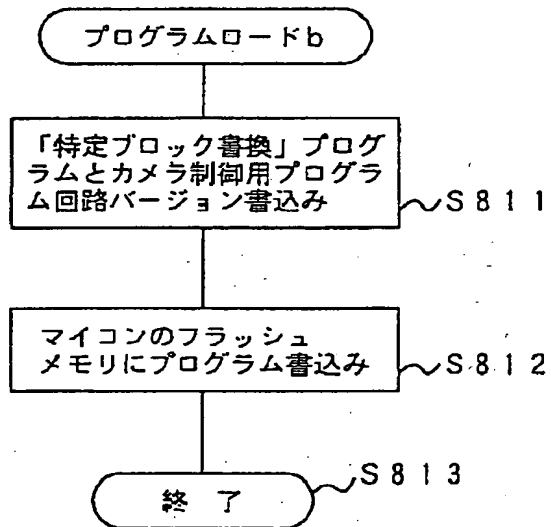 プログラムロードb
「特定ブロック書換」プログ
ラムとカメラ制御用プログラ
ム回路バージョン書込み
S811
マイコンのフラッシュ
メモリにプログラム書込み
S812
S813
終了